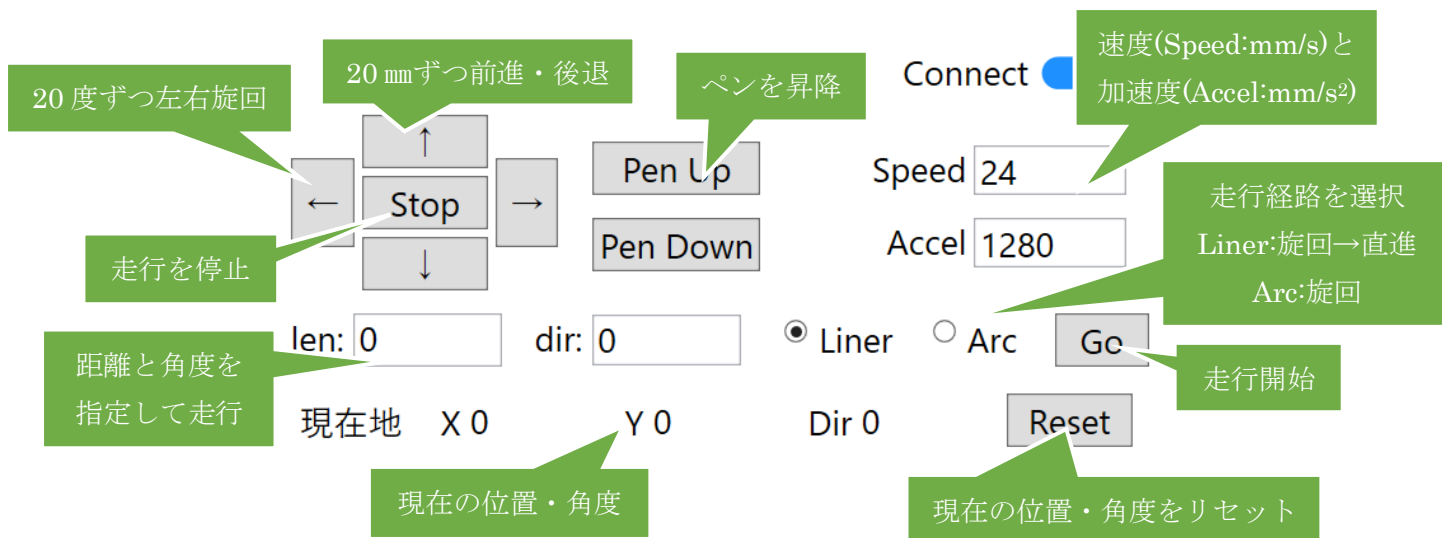 速度(Speed:mm/s)と
加速度(Accel:mm/s²)
20 ㎜ずつ前進・後退
ペンを昇降
Connect
20 度ずつ左右旋回
↑
← Stop →
↓
Pen Up
Pen Down
Speed 24
Accel 1280
走行経路を選択
Liner:旋回→直進
Arc:旋回
走行を停止
len: 0 dir: 0 Liner Arc Go
距離と角度を
指定して走行
走行開始
現在地 X 0 Y 0 Dir 0 Reset
現在の位置・角度
現在の位置・角度をリセット